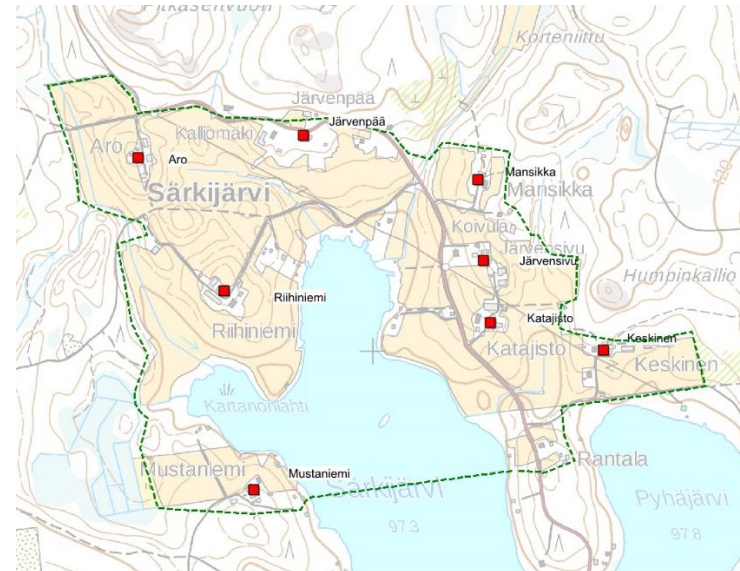 Pitkäsenvuori
Korteniittu
Järvenpää
Järvenpää
Kalliomäki
Aro
Aro
Mansikka
Mansikka
120
Särkijärvi
Koivula
Järvensivu
Järvensivu
Humpinkallio
Riihiniemi
Riihiniemi
Katajisto
Katajisto
Keskinen
Keskinen
Kartanonlahti
Rantala
Mustaniemi
Mustaniemi
Särkijärvi
97.3
Pyhäjärvi
97.8